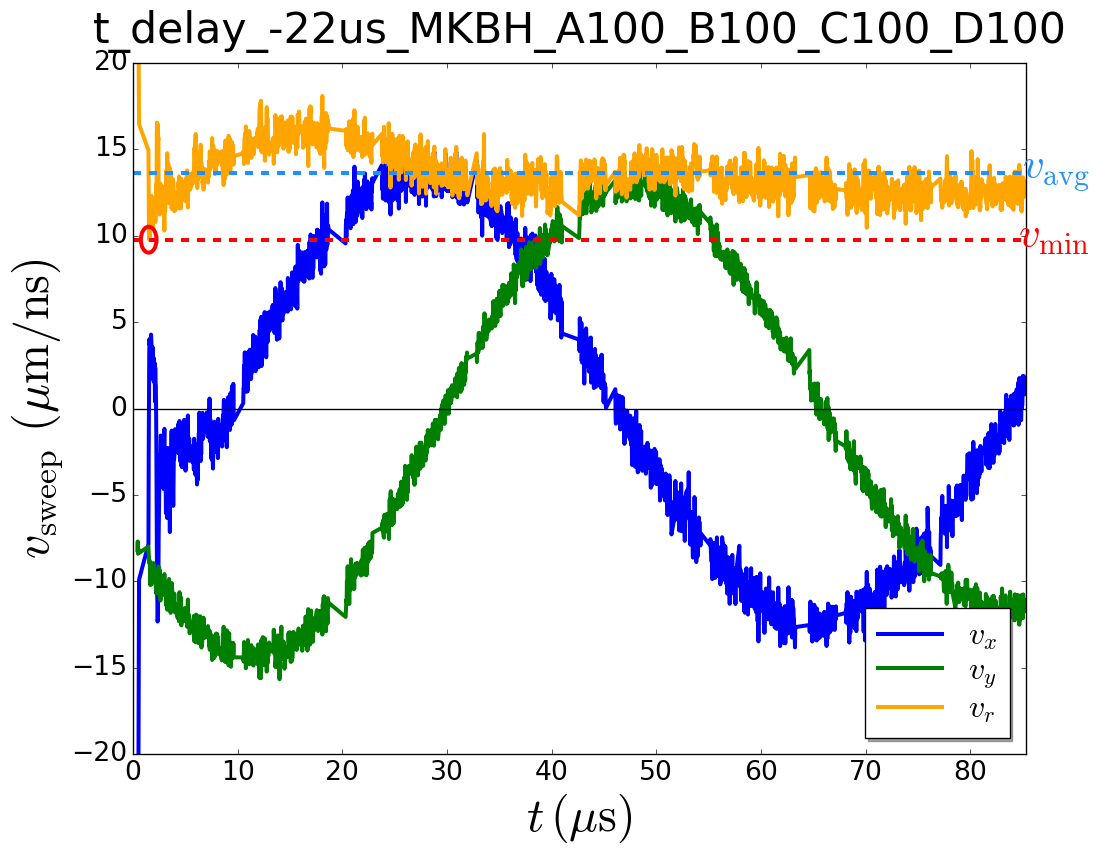 t_delay_-22us_MKBH_A100_B100_C100_D100
20
15
10
5
0
−5
−10
−15
−20
v_sweep (μm/ns)
v_avg
v_min
v_x
v_y
v_r
0 10 20 30 40 50 60 70 80
t (μs)